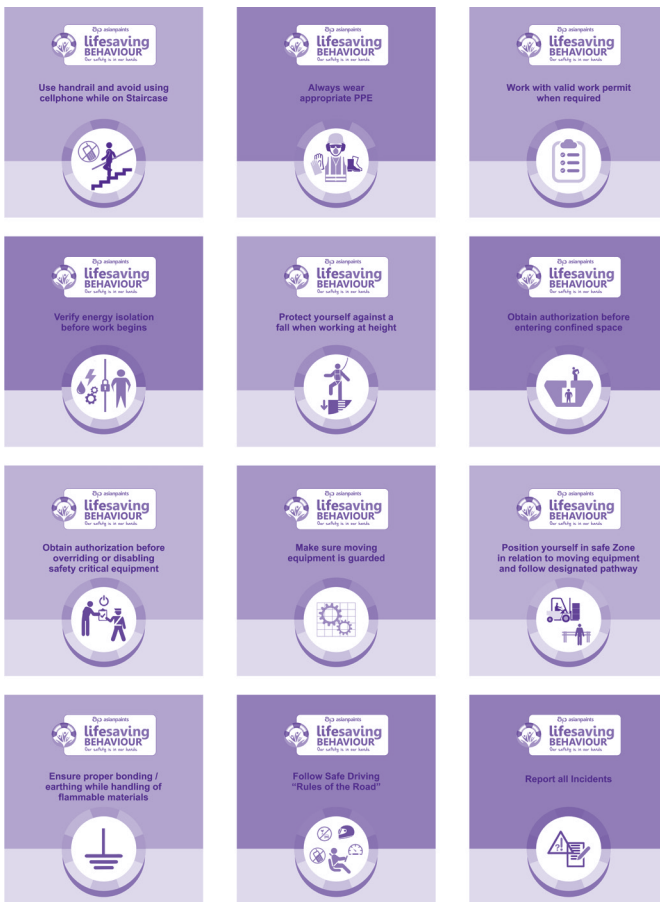 asianpaints
lifesaving
BEHAVIOUR
Our safety is in our hands
Use handrail and avoid using
cellphone while on Staircase
asianpaints
lifesaving
BEHAVIOUR
Our safety is in our hands
Always wear
appropriate PPE
asianpaints
lifesaving
BEHAVIOUR
Our safety is in our hands
Work with valid work permit
when required
asianpaints
lifesaving
BEHAVIOUR
Our safety is in our hands
Verify energy isolation
before work begins
asianpaints
lifesaving
BEHAVIOUR
Our safety is in our hands
Protect yourself against a
fall when working at height
asianpaints
lifesaving
BEHAVIOUR
Our safety is in our hands
Obtain authorization before
entering confined space
asianpaints
lifesaving
BEHAVIOUR
Our safety is in our hands
Obtain authorization before
overriding or disabling
safety critical equipment
asianpaints
lifesaving
BEHAVIOUR
Our safety is in our hands
Make sure moving
equipment is guarded
asianpaints
lifesaving
BEHAVIOUR
Our safety is in our hands
Position yourself in safe Zone
in relation to moving equipment
and follow designated pathway
asianpaints
lifesaving
BEHAVIOUR
Our safety is in our hands
Ensure proper bonding /
earthing while handling of
flammable materials
asianpaints
lifesaving
BEHAVIOUR
Our safety is in our hands
Follow Safe Driving
“Rules of the Road”
asianpaints
lifesaving
BEHAVIOUR
Our safety is in our hands
Report all Incidents
?!